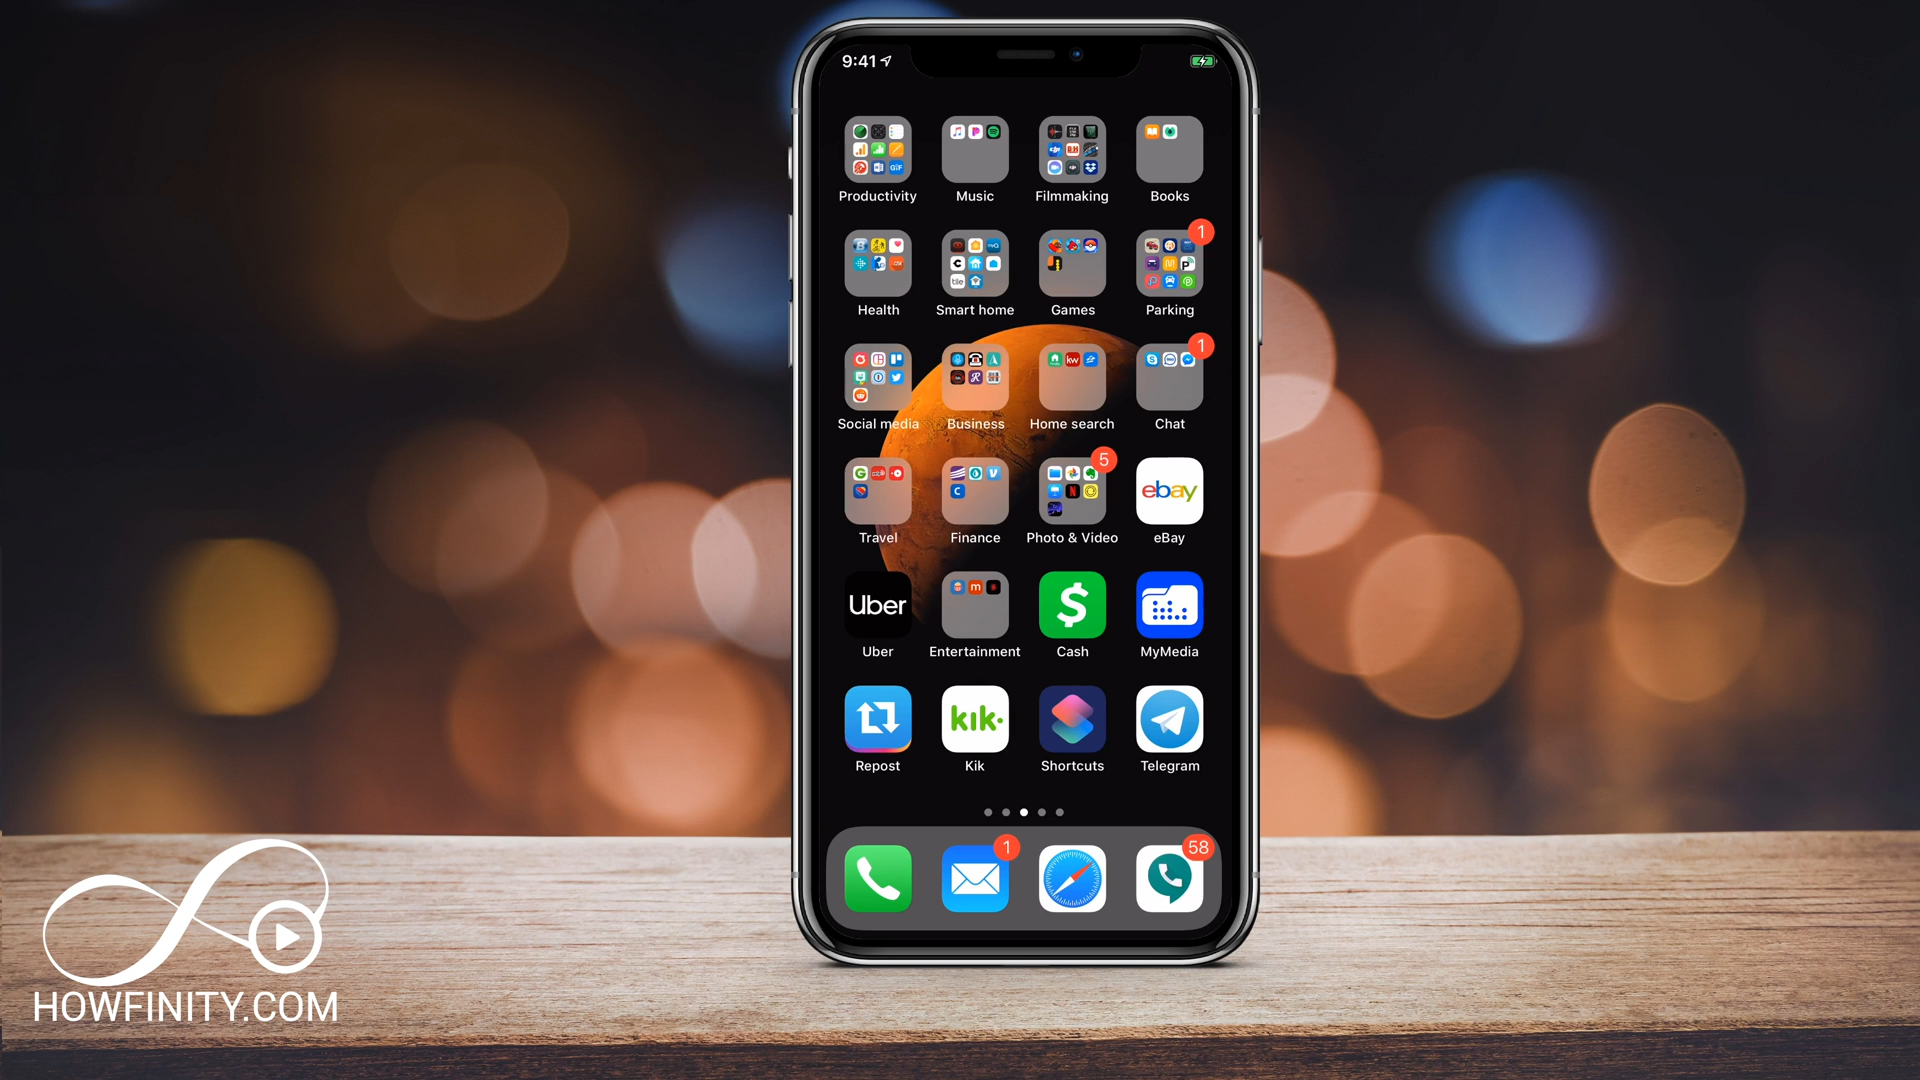 9:41
Productivity Music Filmmaking Books
1
Health Smart home Games Parking
1
Social media Business Home search Chat
5
ebay
Travel Finance Photo & Video eBay
Uber
Uber Entertainment Cash MyMedia
kik
Repost Kik Shortcuts Telegram
1 58
HOWFINITY.COM